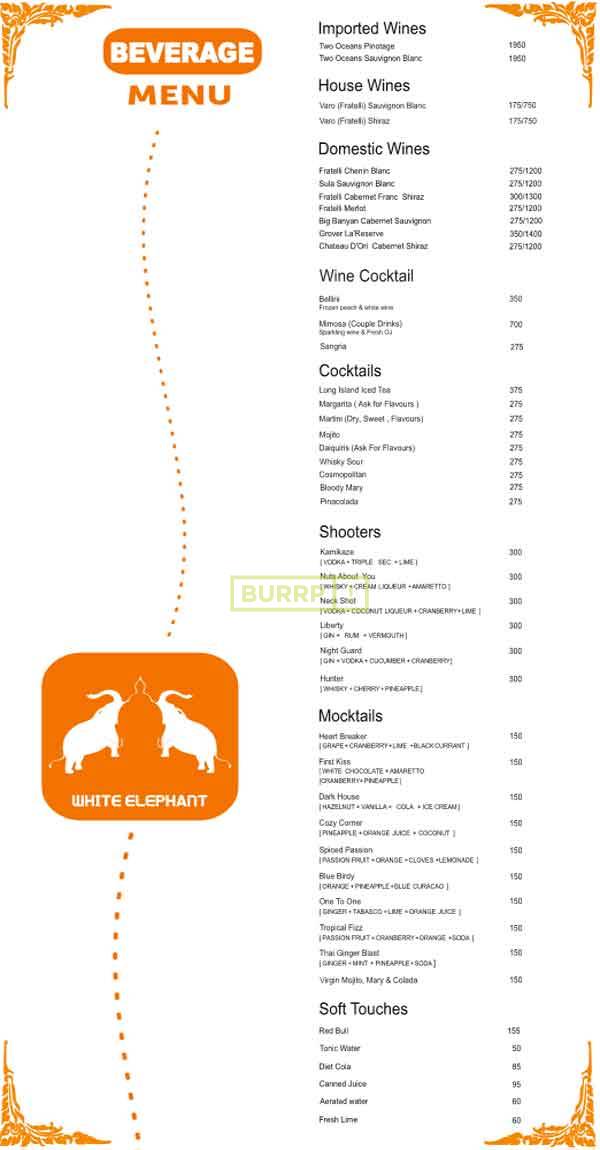 BEVERAGE
MENU
Imported Wines
Two Oceans Pinotage 1950
Two Oceans Sauvignon Blanc 1950
House Wines
Varo (Fratelli) Sauvignon Blanc 175/750
Varo (Fratelli) Shiraz 175/750
Domestic Wines
Fratelli Chenin Blanc 275/1200
Sula Sauvignon Blanc 275/1200
Fratelli Cabernet Franc Shiraz 300/1300
Fratelli Merlot 275/1200
Big Banyan Cabernet Sauvignon 275/1200
Grover La'Reserve 350/1400
Chateau D'Ori Cabernet Shiraz 275/1200
Wine Cocktail
Bellini 350
Frozen peach & white wine
Mimosa (Couple Drinks) 700
Sparkling wine & Fresh OJ
Sangria 275
Cocktails
Long Island Iced Tea 375
Margarita ( Ask for Flavours ) 275
Martini (Dry, Sweet , Flavours) 275
Mojito 275
Daiquiris (Ask For Flavours) 275
Whisky Sour 275
Cosmopolitan 275
Bloody Mary 275
Pinacolada 275
Shooters
Kamikaze 300
[ VODKA + TRIPLE SEC + LIME ]
Nuts About You 300
[ WHISKY + CREAM LIQUEUR + AMARETTO ]
BURRP!
Neck Shot 300
[ VODKA + COCONUT LIQUEUR + CRANBERRY + LIME ]
Liberty 300
[ GIN + RUM + VERMOUTH ]
Night Guard 300
[ GIN + VODKA + CUCUMBER + CRANBERRY]
Hunter 300
[ WHISKY + CHERRY + PINEAPPLE ]
WHITE ELEPHANT
Mocktails
Heart Breaker 150
[ GRAPE + CRANBERRY + LIME + BLACK CURRANT ]
First Kiss 150
[ WHITE CHOCOLATE + AMARETTO
[CRANBERRY+ PINEAPPLE ]
Dark House 150
[ HAZELNUT + VANILLA + COLA + ICE CREAM ]
Cozy Corner 150
[ PINEAPPLE + ORANGE JUICE + COCONUT ]
Spiced Passion 150
[ PASSION FRUIT + ORANGE + CLOVES + LEMONADE ]
Blue Birdy 150
[ ORANGE + PINEAPPLE + BLUE CURACAO ]
One To One 150
[ GINGER + TABASCO + LIME + ORANGE JUICE ]
Tropical Fizz 150
[ PASSION FRUIT + CRANBERRY + ORANGE + SODA ]
Thai Ginger Blast 150
[ GINGER + MINT + PINEAPPLE + SODA ]
Virgin Mojito, Mary & Colada 150
Soft Touches
Red Bull 155
Tonic Water 50
Diet Cola 85
Canned Juice 95
Aerated water 60
Fresh Lime 60